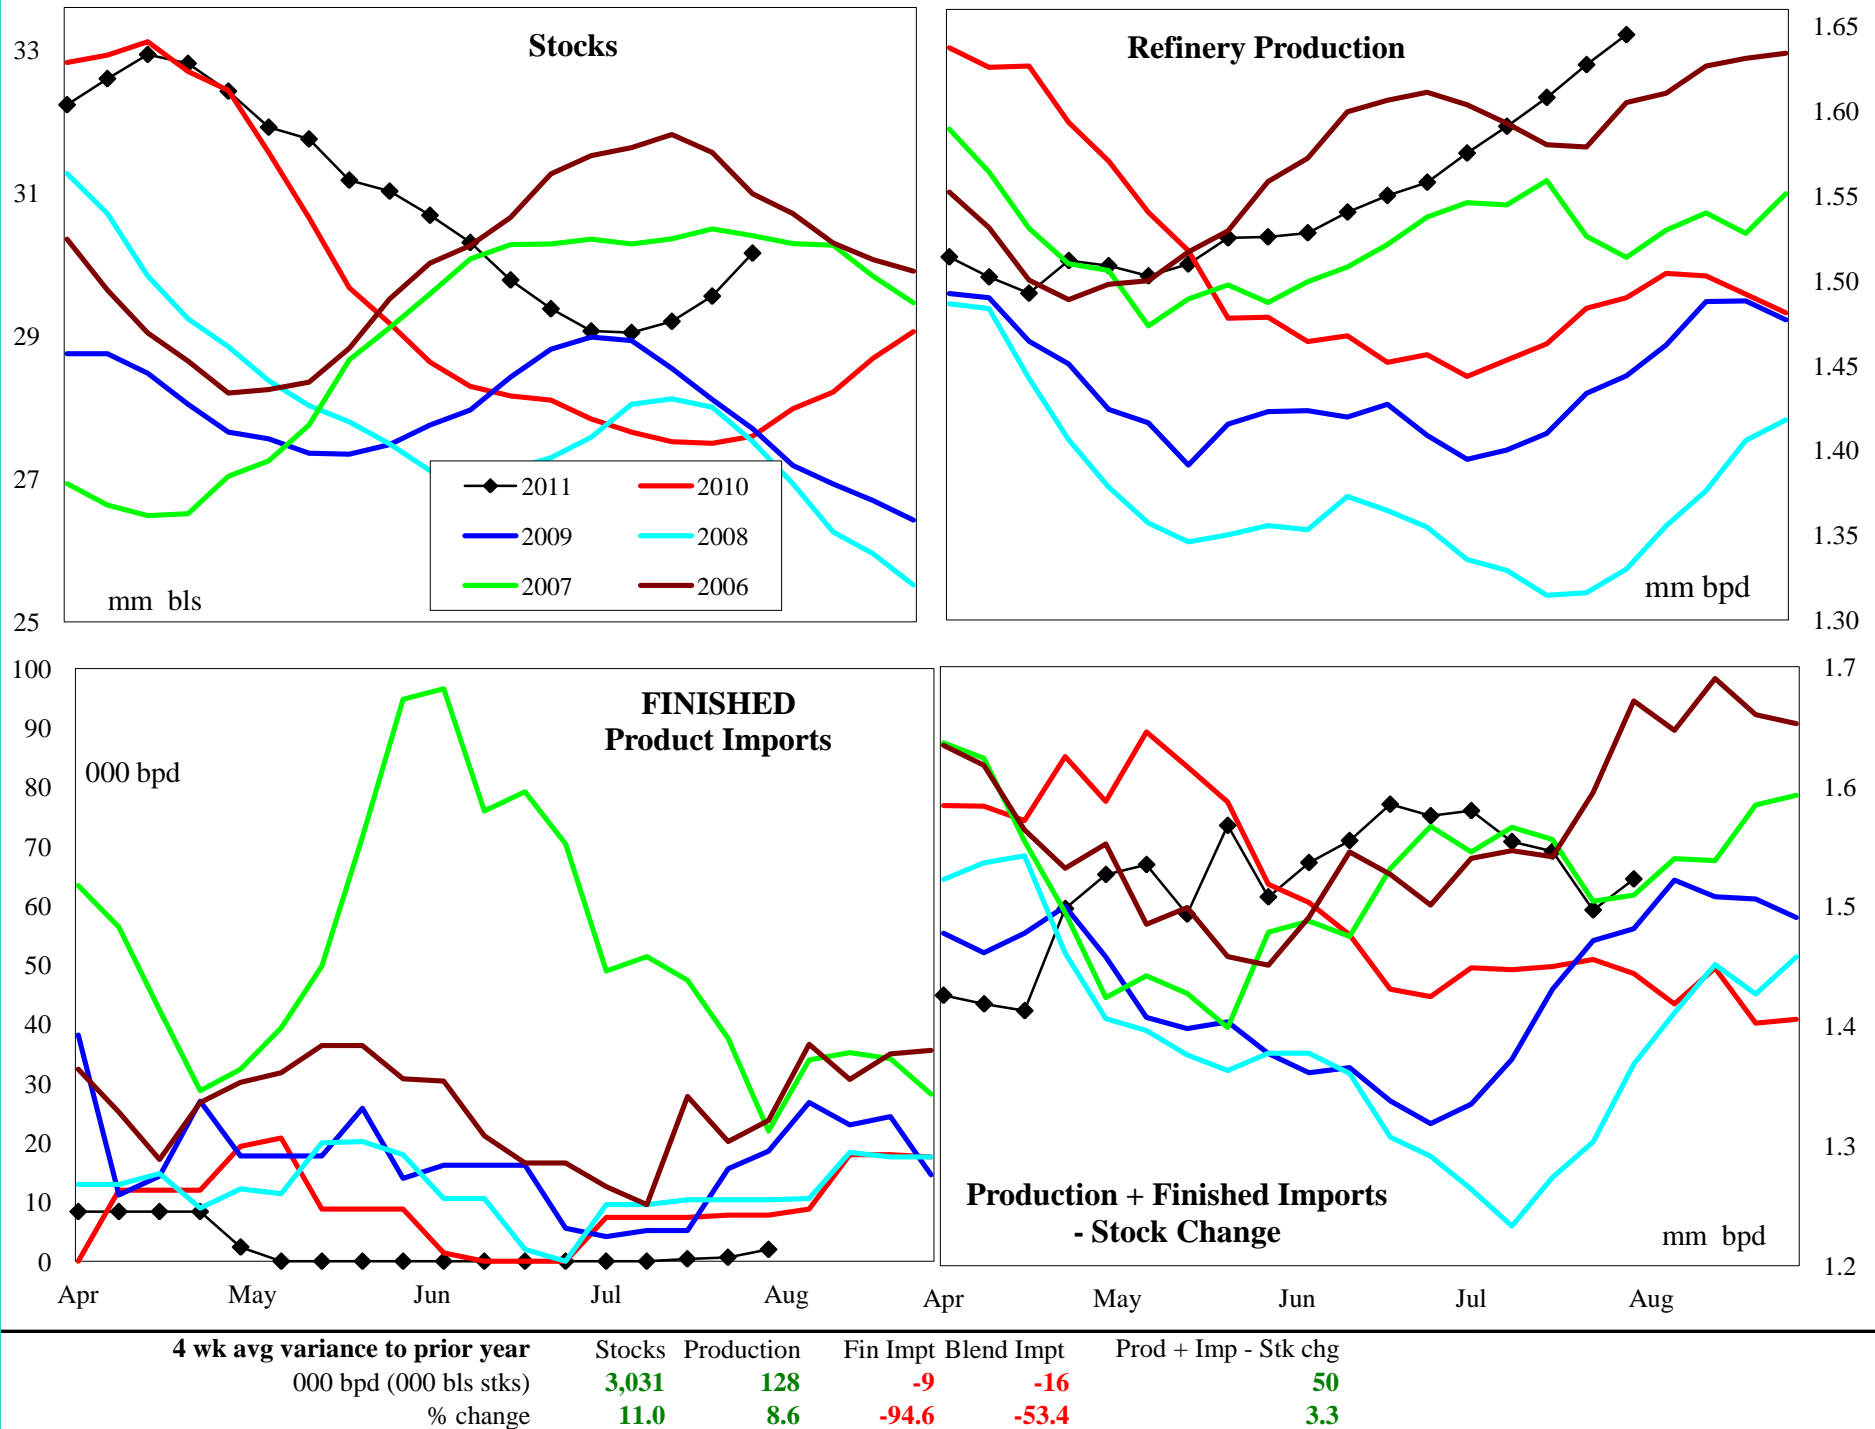 Stocks
33
31
29
27
25
mm bls
2011
2010
2009
2008
2007
2006
Refinery Production
1.65
1.60
1.55
1.50
1.45
1.40
1.35
1.30
mm bpd
FINISHED
Product Imports
000 bpd
100
90
80
70
60
50
40
30
20
10
0
Apr May Jun Jul Aug
1.7
1.6
1.5
1.4
1.3
1.2
Production + Finished Imports
- Stock Change
mm bpd
Apr May Jun Jul Aug
4 wk avg variance to prior year Stocks Production Fin Impt Blend Impt Prod + Imp - Stk chg
000 bpd (000 bls stks) 3,031 128 -9 -16 50
% change 11.0 8.6 -94.6 -53.4 3.3